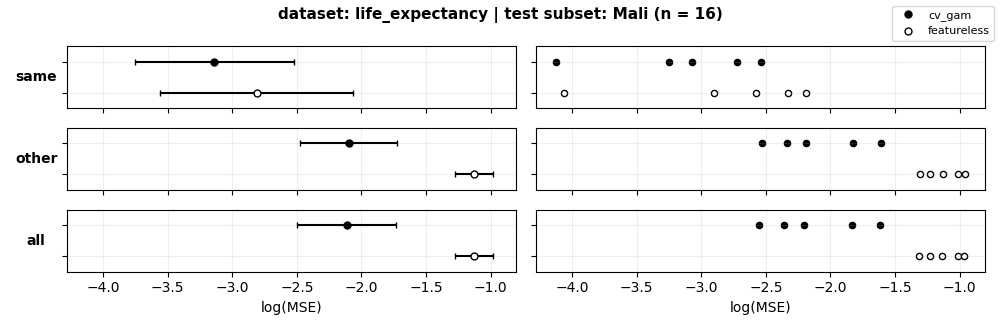 dataset: life_expectancy | test subset: Mali (n = 16)
cv_gam
featureless
same
other
all
−4.0 −3.5 −3.0 −2.5 −2.0 −1.5 −1.0
−4.0 −3.5 −3.0 −2.5 −2.0 −1.5 −1.0
log(MSE)
log(MSE)